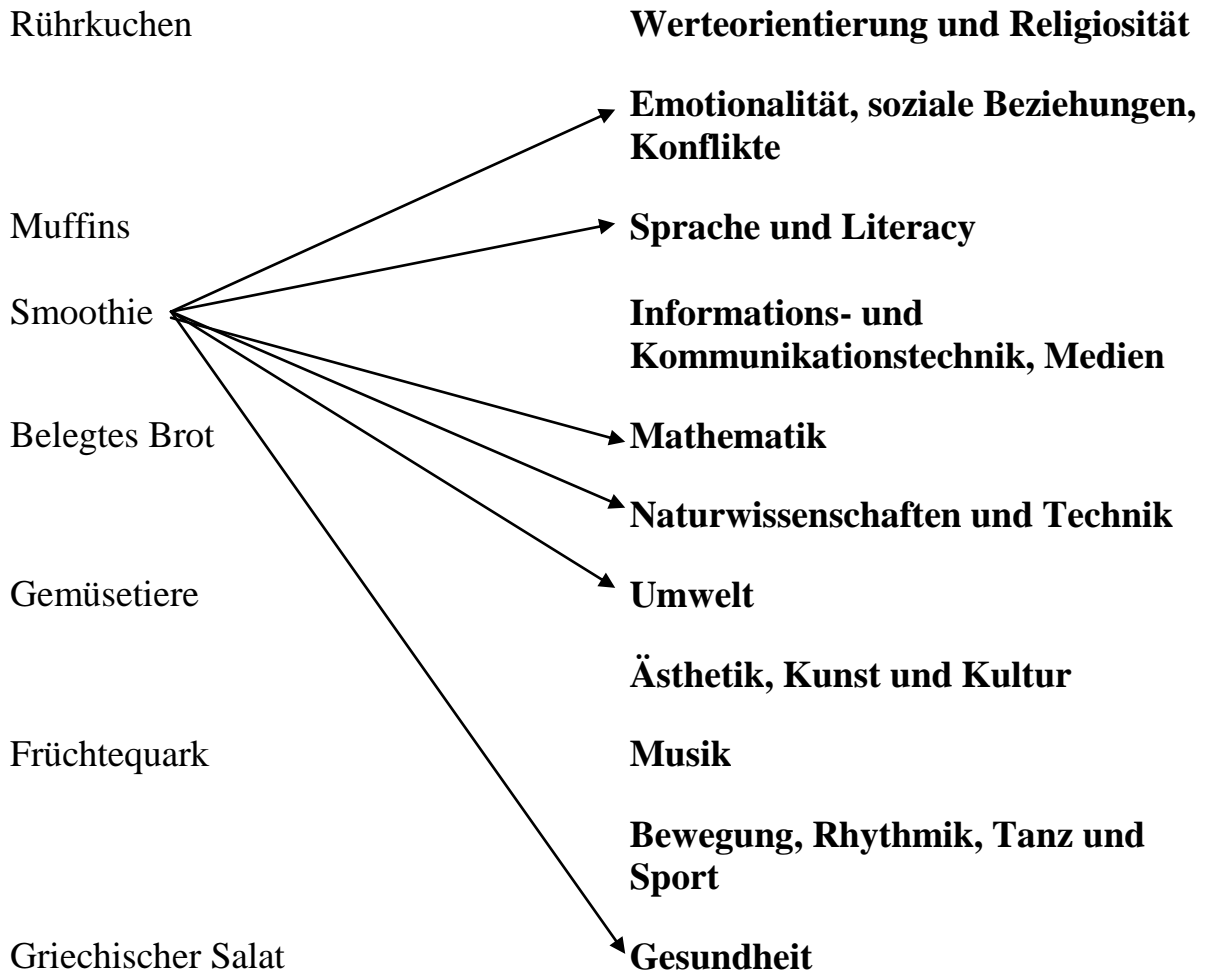 Rührkuchen
Werteorientierung und Religiosität
Emotionalität, soziale Beziehungen,
Konflikte
Muffins
Sprache und Literacy
Smoothie
Informations- und
Kommunikationstechnik, Medien
Belegtes Brot
Mathematik
Naturwissenschaften und Technik
Gemüsetiere
Umwelt
Ästhetik, Kunst und Kultur
Früchtequark
Musik
Bewegung, Rhythmik, Tanz und
Sport
Griechischer Salat
Gesundheit